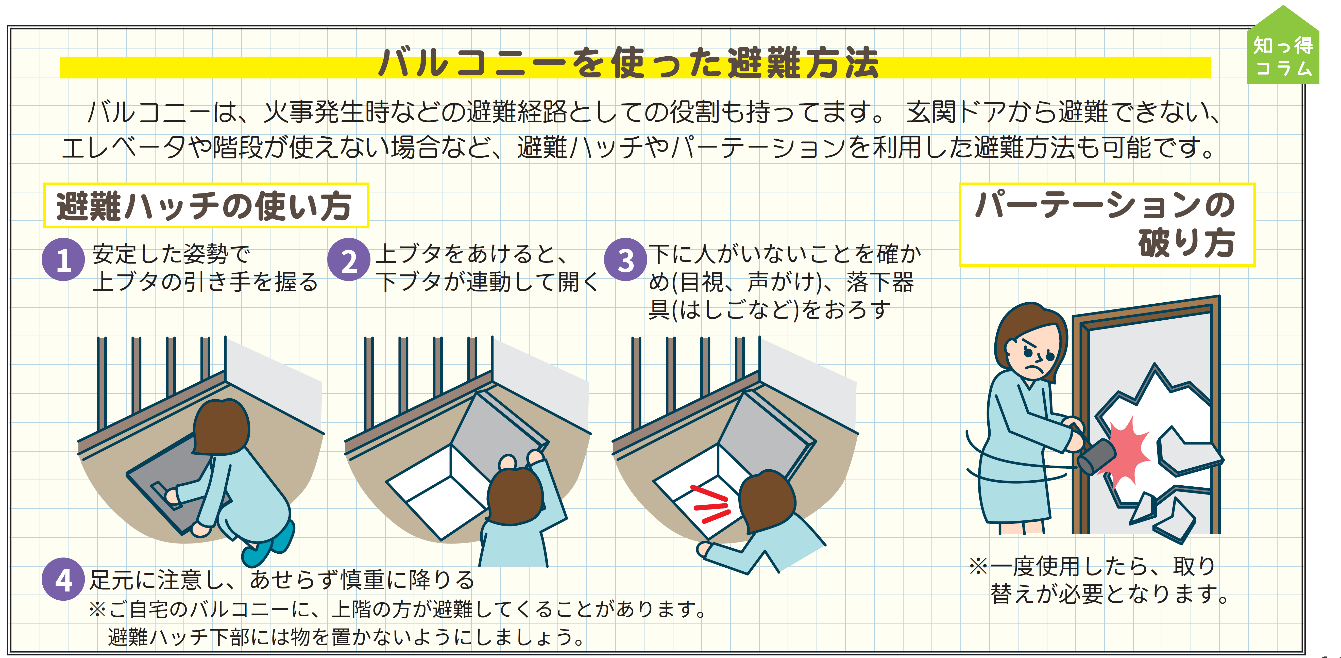 知っ得
コラム
バルコニーを使った避難方法
バルコニーは、火事発生時などの避難経路としての役割も持ってます。 玄関ドアから避難できない、
エレベータや階段が使えない場合など、避難ハッチやパーテーションを利用した避難方法も可能です。
避難ハッチの使い方
1 安定した姿勢で
上ブタの引き手を握る
2 上ブタをあけると、
下ブタが連動して開く
3 下に人がいないことを確か
め(目視、声がけ)、落下器
具(はしごなど)をおろす
4 足元に注意し、あせらず慎重に降りる
※ご自宅のバルコニーに、上階の方が避難してくることがあります。
避難ハッチ下部には物を置かないようにしましょう。
パーテーションの
破り方
※一度使用したら、取り
替えが必要となります。